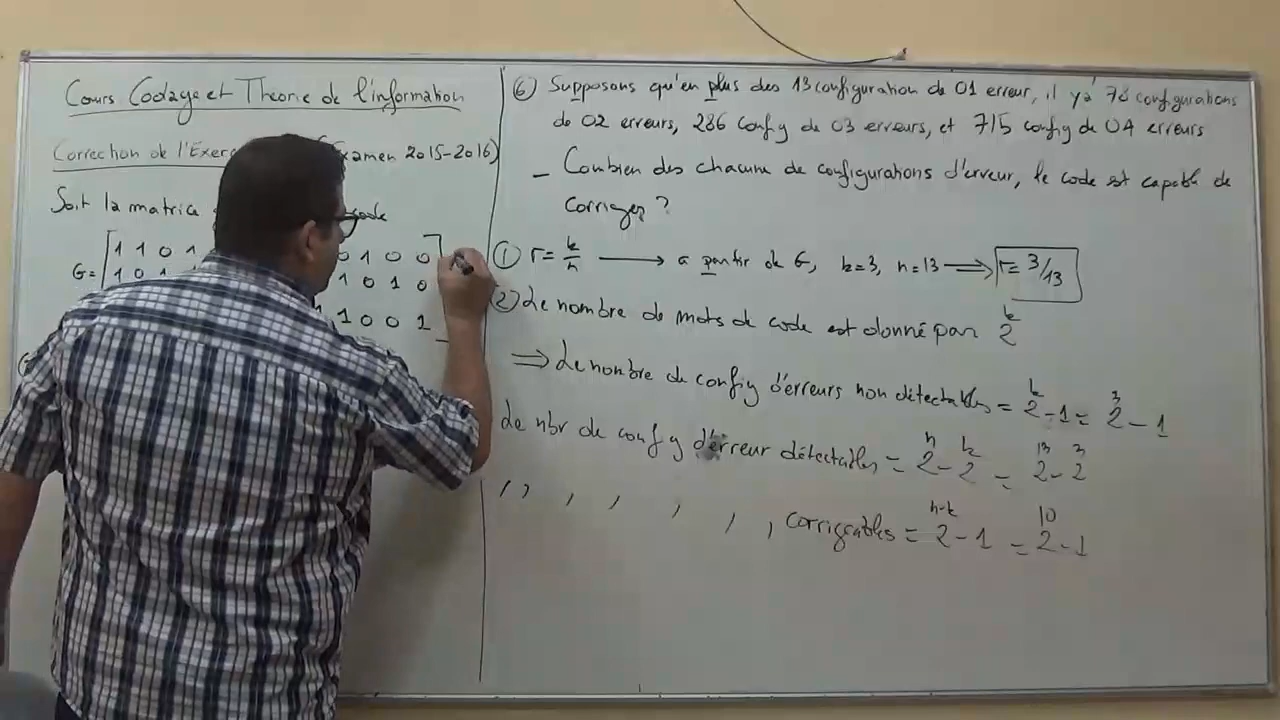 Cours Codage et Theorie de l'information
Correction de l'Exer Examen 2015-2016)
Soit la matrice code
G= 1 1 0 1 0 1 0 0
1 0 1 1 0 1 0
1 0 0 1
⑥ Supposons qu'en plus des 13 configuration de 01 erreur, il y a 78 configurations
de 02 erreurs, 286 config de 03 erreurs, et 715 config de 04 erreurs
- Combien des chacune de configurations d'erreur, le code est capable de
corriger?
① r = k/n ⟶ a partir de G, k=3, n=13 ⟹ r = 3/13
② Le nombre de mots de code est donné par 2^k
⟹ Le nombre de config d'erreurs non détectables = 2^k - 1 = 2^3 - 1
Le nbr de config d'erreur détectables = 2^n - 2^k = 2^13 - 2^3
, , , , , , , corrigeables = 2^n-k - 1 = 2^10 - 1